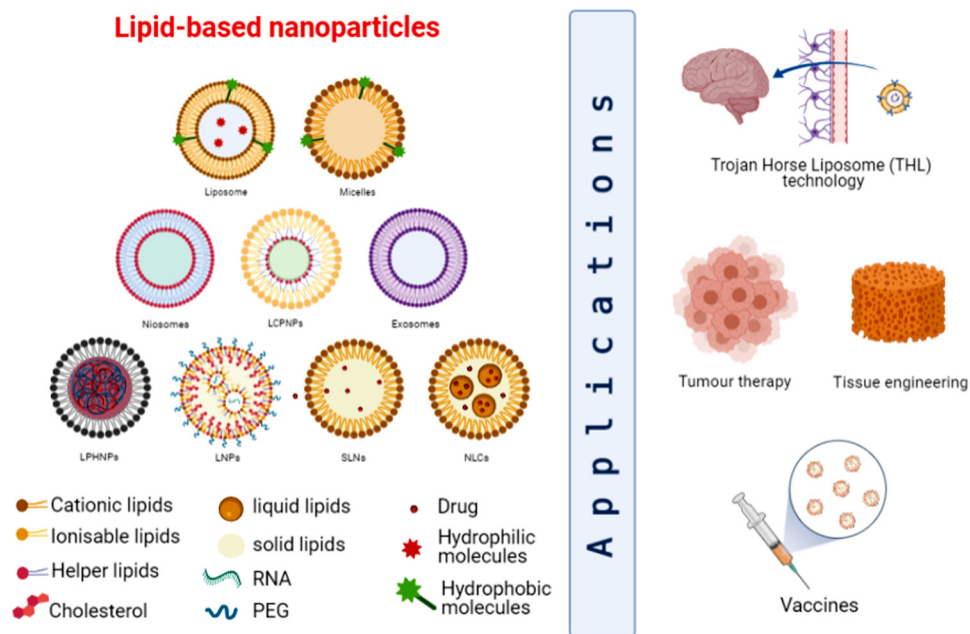 Lipid-based nanoparticles
Liposome
Micelles
Niosomes
LCPNPs
Exosomes
LPHNPs
LNPs
SLNs
NLCs
Cationic lipids
Ionisable lipids
Helper lipids
Cholesterol
liquid lipids
solid lipids
RNA
PEG
Drug
Hydrophilic
molecules
Hydrophobic
molecules
Applications
Trojan Horse Liposome (THL)
technology
Tumour therapy
Tissue engineering
Vaccines